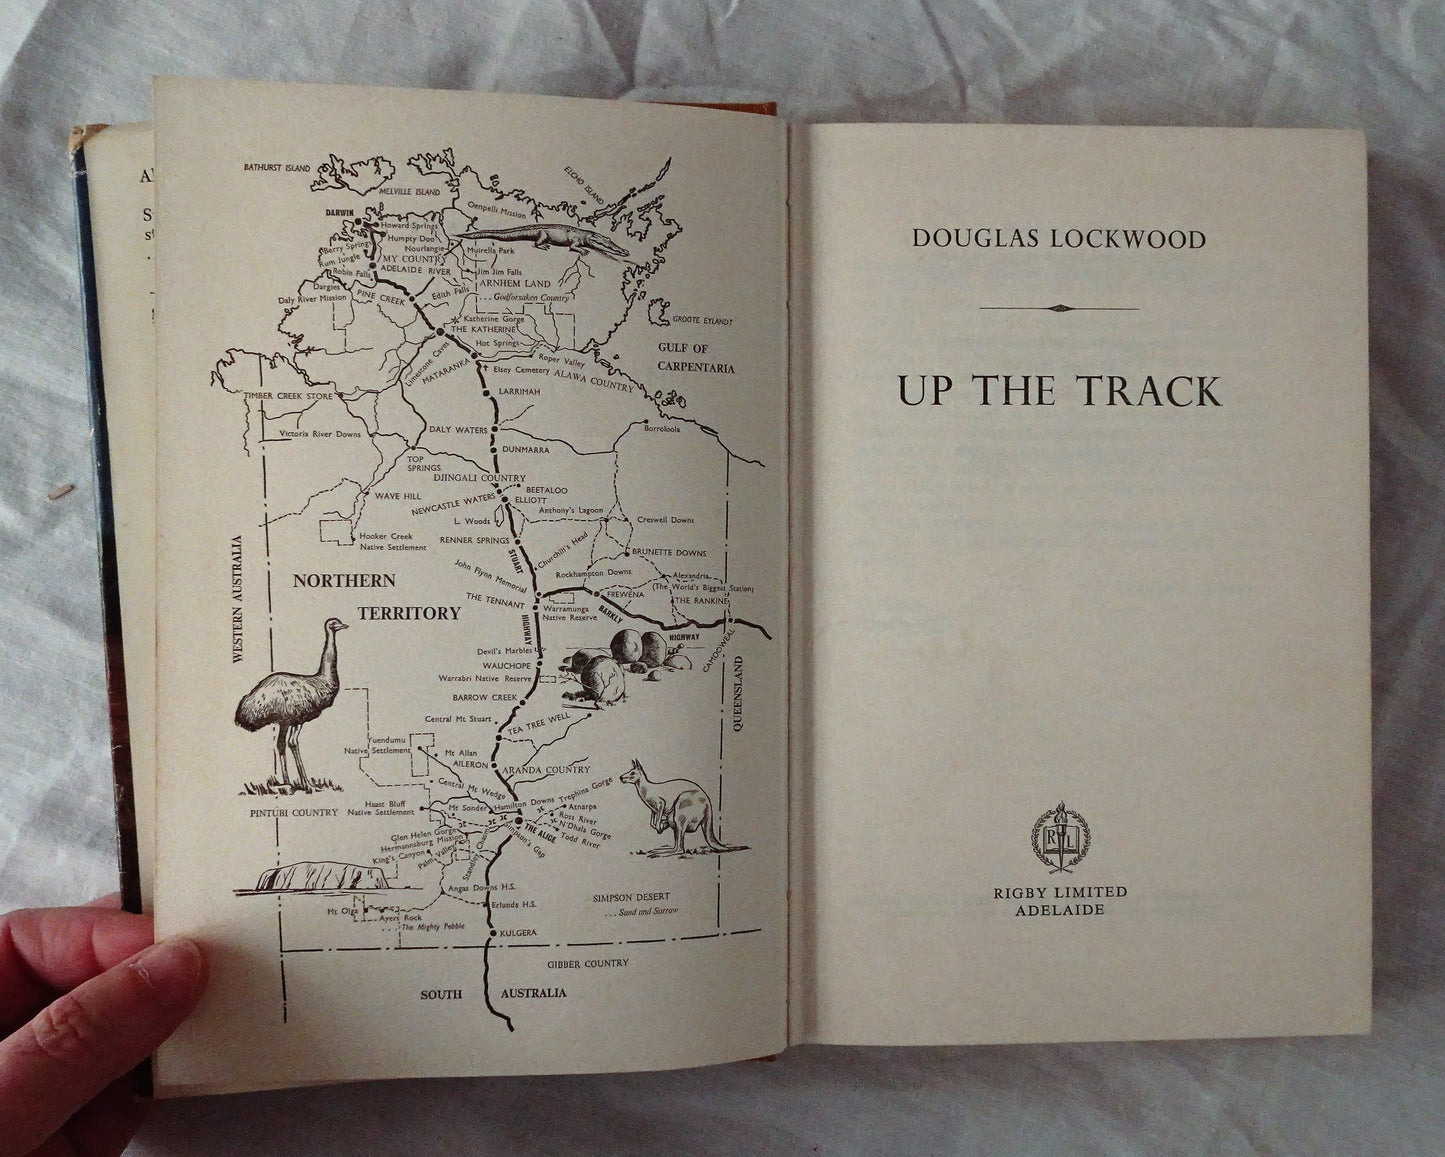 A
S
st
BATHURST ISLAND
MELVILLE ISLAND
ELCHO ISLAND
Oenpelli Mission
DARWIN
Howard Springs
Humpty Doo
Nourlangie
Muirella Park
Berry Springs
Rum Jungle
MY COUNTRY
ADELAIDE RIVER
Robin Falls
Jim Jim Falls
ARNHEM LAND
... Godforsaken Country
Dargies
Daly River Mission
PINE CREEK
Edith Falls
Katherine Gorge
THE KATHERINE
GROOTE EYLANDT
Hot Springs
Limestone Caves
MATARANKA
Roper Valley
GULF OF
CARPENTARIA
Elsey Cemetery
ALAWA COUNTRY
TIMBER CREEK STORE
LARRIMAH
Victoria River Downs
DALY WATERS
Borroloola
TOP
SPRINGS
DUNMARRA
DJINGALI COUNTRY
WAVE HILL
NEWCASTLE WATERS
BEETALOO
ELLIOTT
L. Woods
Anthony's Lagoon
Creswell Downs
Hooker Creek
Native Settlement
RENNER SPRINGS
STUART
Churchill's Head
BRUNETTE DOWNS
WESTERN AUSTRALIA
NORTHERN
TERRITORY
John Flynn Memorial
Rockhampton Downs
Alexandria
(The World's Biggest Station)
THE TENNANT
FREWENA
THE RANKINE
Warramunga
Native Reserve
BARKLY
HIGHWAY
HIGHWAY
CAMOOWEAL
Devil's Marbles
WAUCHOPE
Warrabri Native Reserve
QUEENSLAND
BARROW CREEK
Central Mt Stuart
TEA TREE WELL
Yuendumu
Native Settlement
Mt Allan
AILERON
ARANDA COUNTRY
Central Mt Wedge
Hamilton Downs
Trephina Gorge
PINTUBI COUNTRY
Haast Bluff
Native Settlement
Mt Sonder
Atnarpa
Ross River
N'Dhala Gorge
Todd River
THE ALICE
Simpson's Gap
Glen Helen Gorge
Hermannsburg Mission
King's Canyon
Palm Valley
Standley Chasm
Angas Downs H.S.
Erlunda H.S.
SIMPSON DESERT
... Sand and Sorrow
Mt Olga
Ayers Rock
... The Mighty Pebble
KULGERA
GIBBER COUNTRY
SOUTH AUSTRALIA
DOUGLAS LOCKWOOD
UP THE TRACK
R L
RIGBY LIMITED
ADELAIDE